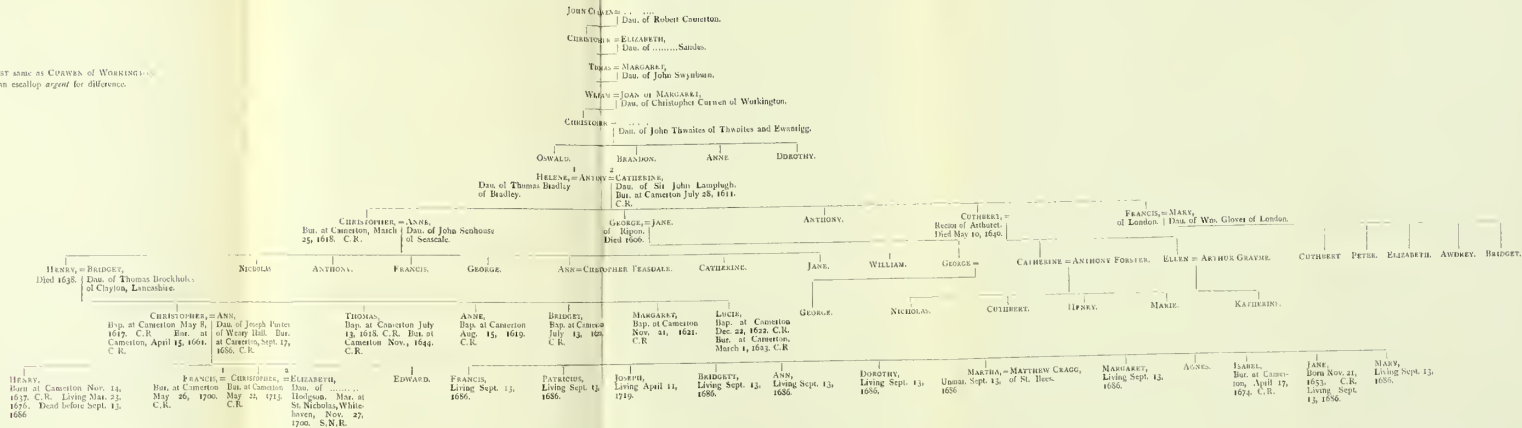 JOHN
Dau. of Robert Camerton.
= ELIZABETH,
Dau. of .........Sandes.
= MARGARET,
Dau. of John Swynburn.
ST same as CURWEN of
an escallop argent for difference.
= JOAN or MARGARET,
Dau. of Christopher Curwen of Workington.
Dau. of John Thwaites of Thwaites and Ewanrigg.
OSWALD. BRANDON. ANNE DOROTHY.
1 2
HELENE, = = CATHERINE,
Dau. of Thomas Bradley
of Bradley.
Dau. of Sir John Lamplugh.
Bur. at Camerton July 28, 1611.
C.R.
CHRISTOPHER, = ANNE,
Bur. at Camerton, March
25, 1618. C.R.
Dau. of John Senhouse
of Seascale.
GEORGE, = JANE.
of Ripon.
Died 1606.
ANTHONY.
CUTHBERT, =
Rector of Arthuret.
Died May 10, 1640.
FRANCIS, = MARY,
of London.
Dau. of Wm. Glover of London.
HENRY, = BRIDGET,
Died 1638.
Dau. of Thomas
of Clayton, Lancashire.
NICHOLAS ANTHONY. FRANCIS. GEORGE.
ANN = TEASDALE. CATHERINE. JANE. WILLIAM. GEORGE =
CATHERINE = ANTHONY FORSTER. ELLEN = ARTHUR GRAYME.
CUTHBERT PETER. ELIZABETH. AWDREY. BRIDGET.
CHRISTOPHER, = ANN,
Bap. at Camerton May 8,
1617. C.R Bur. at
Camerton, April 15, 1661.
C R.
Dau. of Joseph
of Weary Hall. Bur.
at Camerton, Sept. 17,
1686. C.R.
THOMAS,
Bap. at Camerton July
13, 1618. C.R. Bur. at
Camerton Nov., 1644.
C.R.
ANNE,
Bap. at Camerton
Aug. 15, 1619.
C.R.
BRIDGET,
Bap. at
July 13,
C.R.
MARGARET,
Bap. at Camerton
Nov. 21, 1621.
C.R
LUCIE,
Bap. at Camerton
Dec. 22, 1622. C.R.
Bur. at Camerton,
March 1, 1623, C.R
GEORGE.
NICHOLAS. CUTHBERT. HENRY. MARIE. KATHERINE.
HENRY,
Born at Camerton Nov. 14,
1637. C.R. Living Mar. 23,
1676. Dead before Sept. 13,
1686
1 2
FRANCIS, = CHRISTOPHER, = ELIZABETH,
Bur. at Camerton
May 26, 1700.
C.R.
Bur. at Camerton
May 22, 1713.
C.R.
Dau. of ........
Hodgson. Mar. at
St. Nicholas, White-
haven, Nov. 27,
1700. S.N.R.
EDWARD.
FRANCIS,
Living Sept. 13,
1686.
PATRICIUS,
Living Sept. 13,
1686.
JOSEPH,
Living April 11,
1719.
BRIDGETT,
Living Sept. 13,
1686.
ANN,
Living Sept. 13,
1686.
DOROTHY,
Living Sept. 13,
1686,
MARTHA, = MATTHEW CRAGG,
Unmar. Sept. 13,
1686
of St. Bees.
MARGARET,
Living Sept. 13,
1686.
AGNES.
ISABEL,
Bur. at Camer-
ton, April 17,
1674. C.R.
JANE,
Born Nov. 21,
1653. C.R.
Living Sept.
13, 1686.
MARY,
Living Sept. 13,
1686.